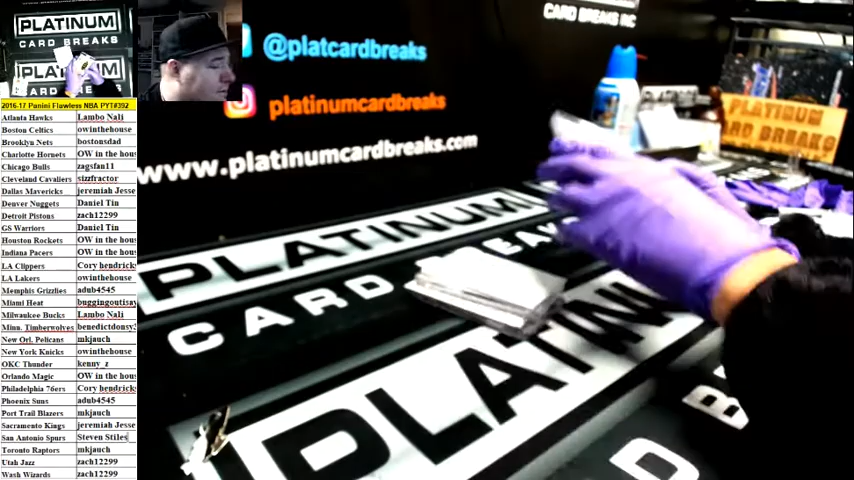 PLATINUM
CARD BREAKS
PLATINUM
2016-17 Panini Flawless NBA PYT#392
Atlanta Hawks Lambo Nali
Boston Celtics owinthehouse
Brooklyn Nets bostonsdad
Charlotte Hornets OW in the hous
Chicago Bulls zagsfan11
Cleveland Cavaliers sizzfractor
Dallas Mavericks jeremiah Jesse
Denver Nuggets Daniel Tin
Detroit Pistons zach12299
GS Warriors Daniel Tin
Houston Rockets OW in the hous
Indiana Pacers OW in the hous
LA Clippers Cory hendrick
LA Lakers owinthehouse
Memphis Grizzlies adub4545
Miami Heat buggingoutisay
Milwaukee Bucks Lambo Nali
Minn. Timberwolves benedictdonsy
New Orl. Pelicans mkjauch
New York Knicks owinthehouse
OKC Thunder kenny_z
Orlando Magic OW in the hous
Philadelphia 76ers Cory hendrick
Phoenix Suns adub4545
Port Trail Blazers mkjauch
Sacramento Kings jeremiah Jesse
San Antonio Spurs Steven Stiles
Toronto Raptors mkjauch
Utah Jazz zach12299
Wash Wizards zach12299
@platcardbreaks
platinumcardbreaks
www.platinumcardbreaks.com
CARD BREAKS
PLATINUM
CARD BREAKS
PLATINUM
CARD BREAKS
PLATIN